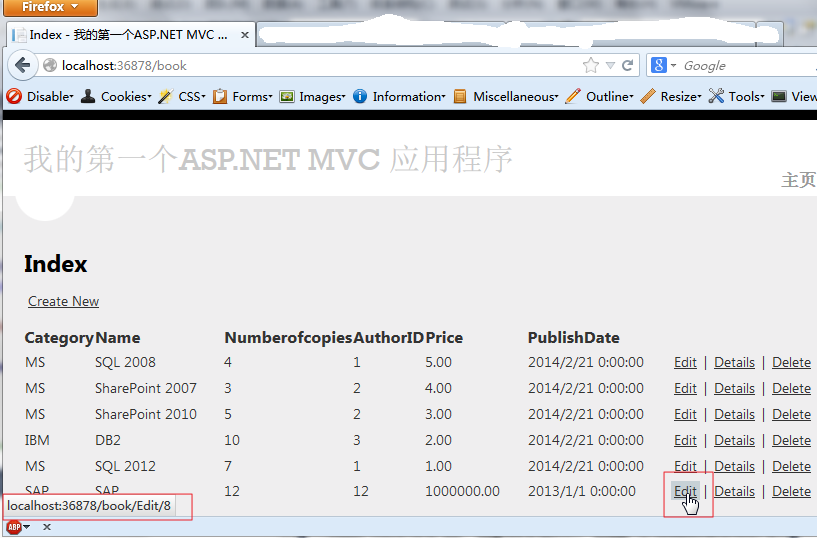 Firefox
Index - 我的第一个ASP.NET MVC ...
localhost:36878/book
Google
Disable Cookies CSS Forms Images Information Miscellaneous Outline Resize Tools View
我的第一个ASP.NET MVC 应用程序
主页
Index
Create New
Category Name Numberofcopies AuthorID Price PublishDate
MS SQL 2008 4 1 5.00 2014/2/21 0:00:00 Edit | Details | Delete
MS SharePoint 2007 3 2 4.00 2014/2/21 0:00:00 Edit | Details | Delete
MS SharePoint 2010 5 2 3.00 2014/2/21 0:00:00 Edit | Details | Delete
IBM DB2 10 3 2.00 2014/2/21 0:00:00 Edit | Details | Delete
MS SQL 2012 7 1 1.00 2014/2/21 0:00:00 Edit | Details | Delete
SAP SAP 12 12 1000000.00 2013/1/1 0:00:00 Edit | Details | Delete
localhost:36878/book/Edit/8
ABP